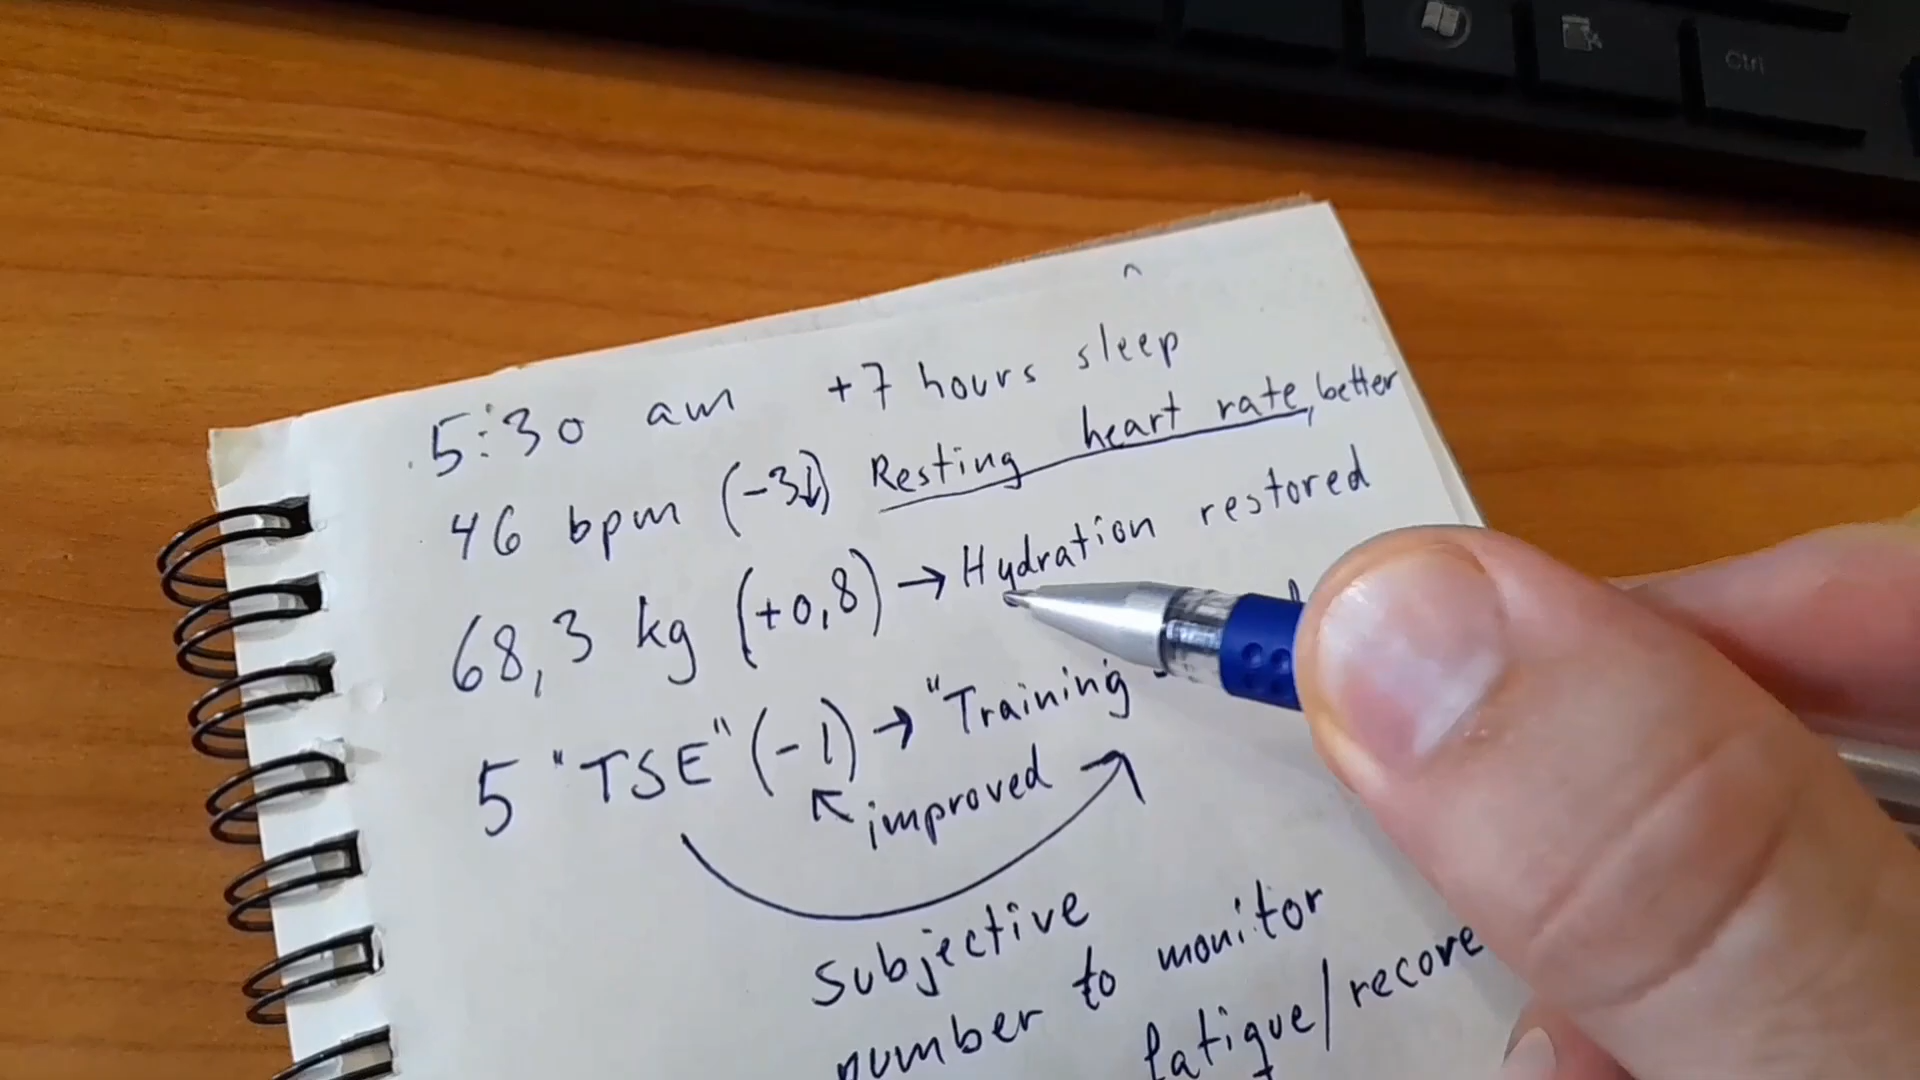 Ctrl
5:30 am +7 hours sleep
46 bpm (-3↓) Resting heart rate, better
68,3 kg (+0,8) → Hydration restored
5 "TSE" (-1) → "Training
improved
subjective
number to monitor
fatigue/recove